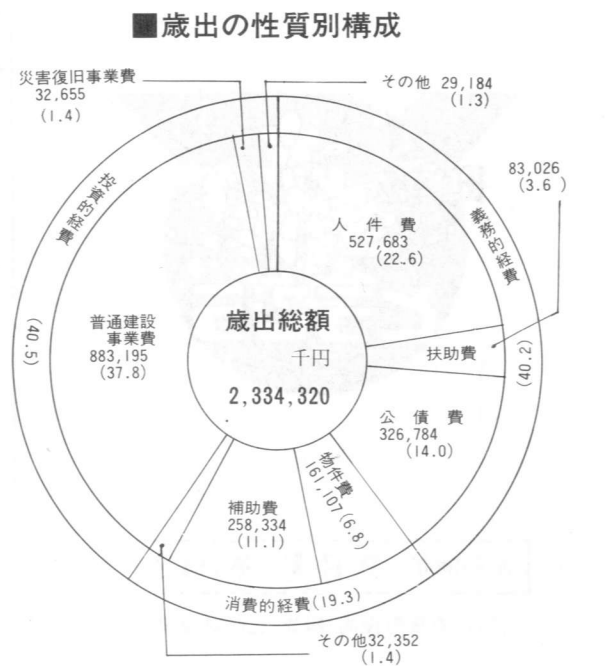 歳出の性質別構成
災害復旧事業費
32,655
(1.4)
その他 29,184
(1.3)
83,026
(3.6)
投資的経費
(40.5)
義務的経費
(40.2)
人件費
527,683
(22.6)
扶助費
公債費
326,784
(14.0)
普通建設
事業費
883,195
(37.8)
歳出総額
千円
2,334,320
物件費
161,107(6.8)
補助費
258,334
(11.1)
消費的経費(19.3)
その他32,352
(1.4)